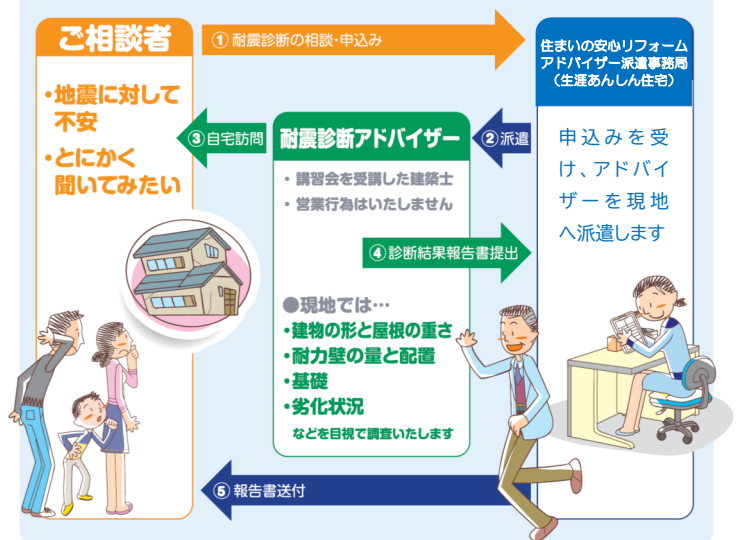 ご相談者
・地震に対して
不安
・とにかく
聞いてみたい
①耐震診断の相談・申込み
住まいの安心リフォーム
アドバイザー派遣事務局
（生涯あんしん住宅）
申込みを受
け、アドバイ
ザーを現地
へ派遣します
②派遣
耐震診断アドバイザー
・講習会を受講した建築士
・営業行為はいたしません
③自宅訪問
④診断結果報告書提出
●現地では…
・建物の形と屋根の重さ
・耐力壁の量と配置
・基礎
・劣化状況
などを目視で調査いたします
⑤報告書送付